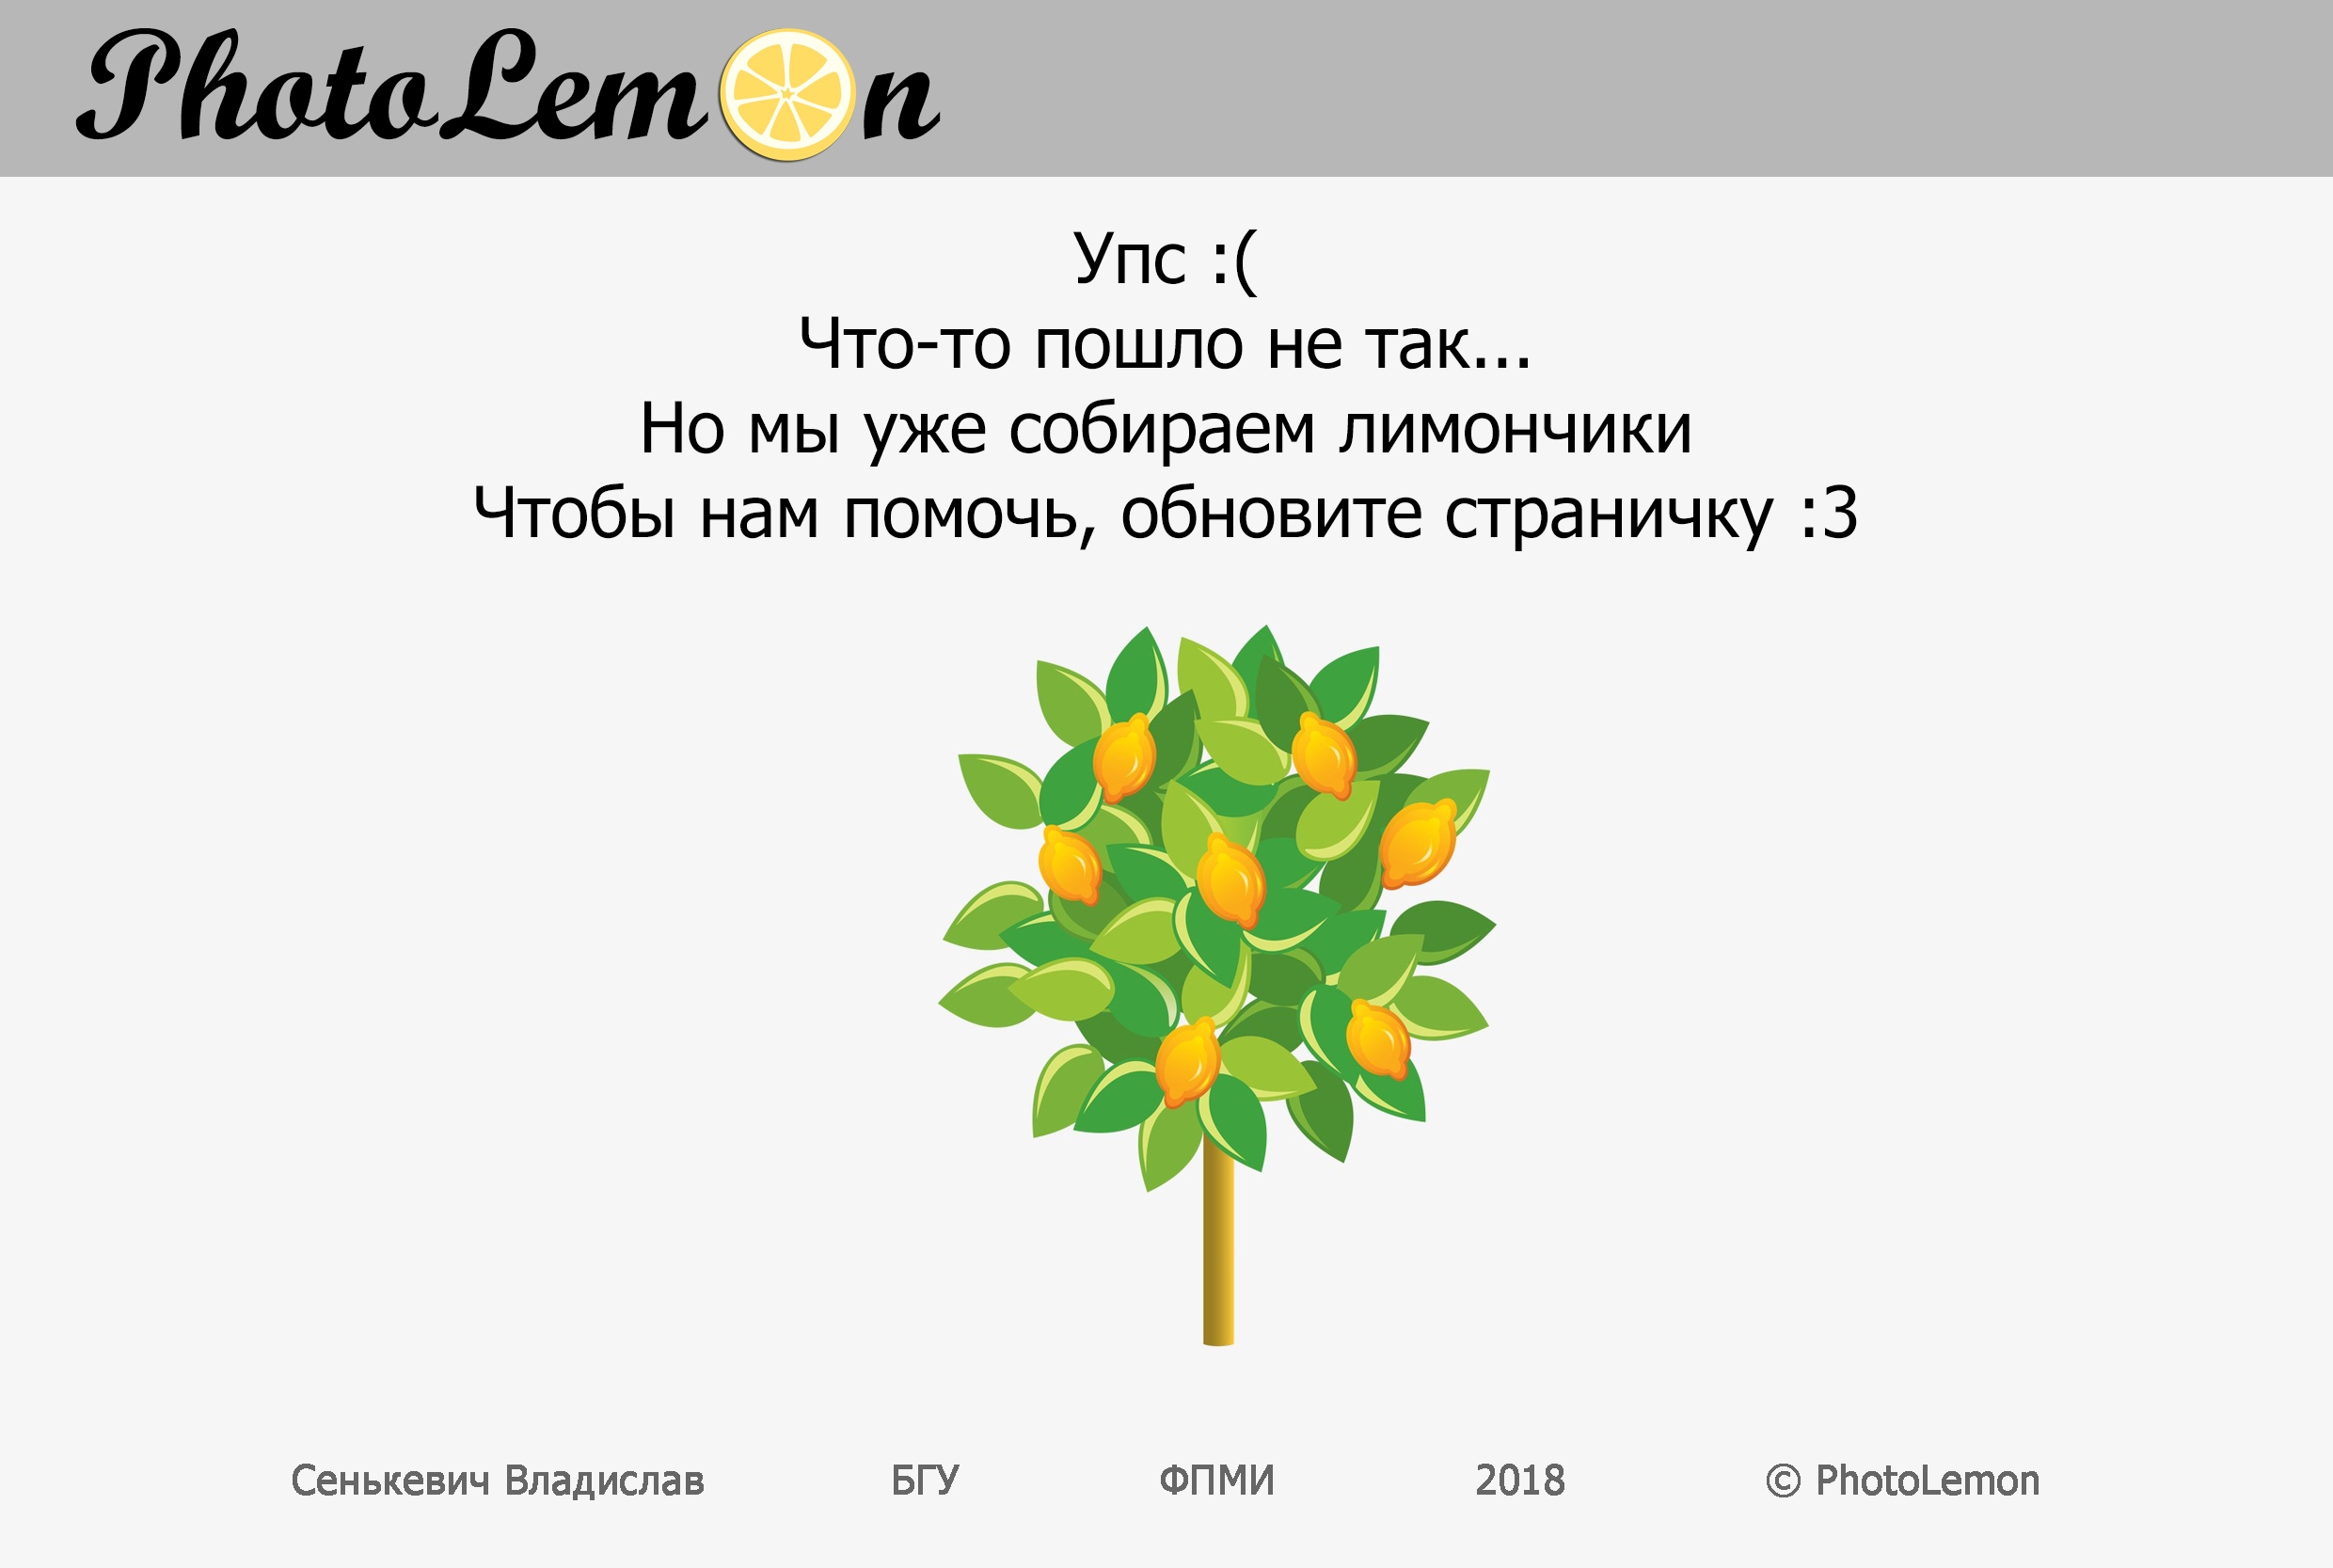 PhotoLemon
Упс :(
Что-то пошло не так...
Но мы уже собираем лимончики
Чтобы нам помочь, обновите страничку :3
Сенькевич Владислав БГУ ФПМИ 2018 © PhotoLemon